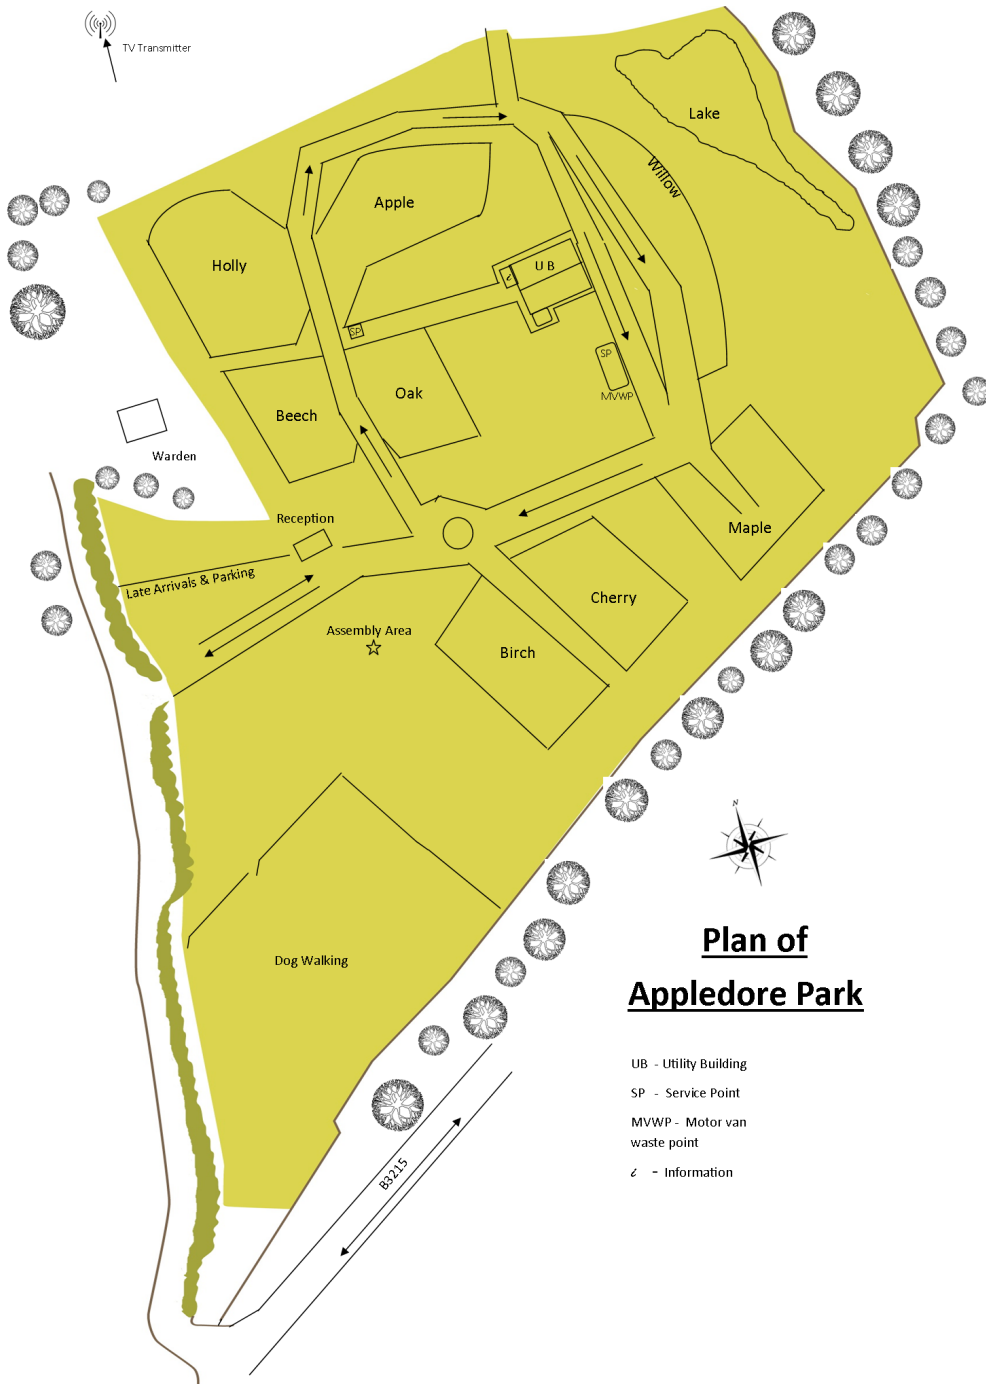 TV Transmitter
Lake
Willow
Apple
Holly
U B
i
SP
SP
MVWP
Oak
Beech
Warden
Reception
Maple
Late Arrivals & Parking
Cherry
Assembly Area
Birch
N
Plan of
Appledore Park
Dog Walking
UB - Utility Building
SP - Service Point
MVWP - Motor van
waste point
i - Information
B3215